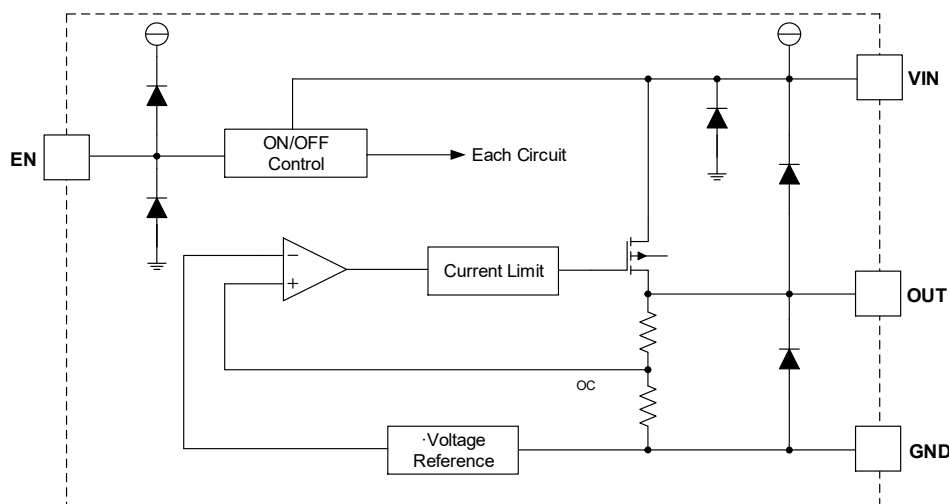 VIN
EN
ON/OFF
Control
Each Circuit
−
+
Current Limit
OUT
OC
·Voltage
Reference
GND